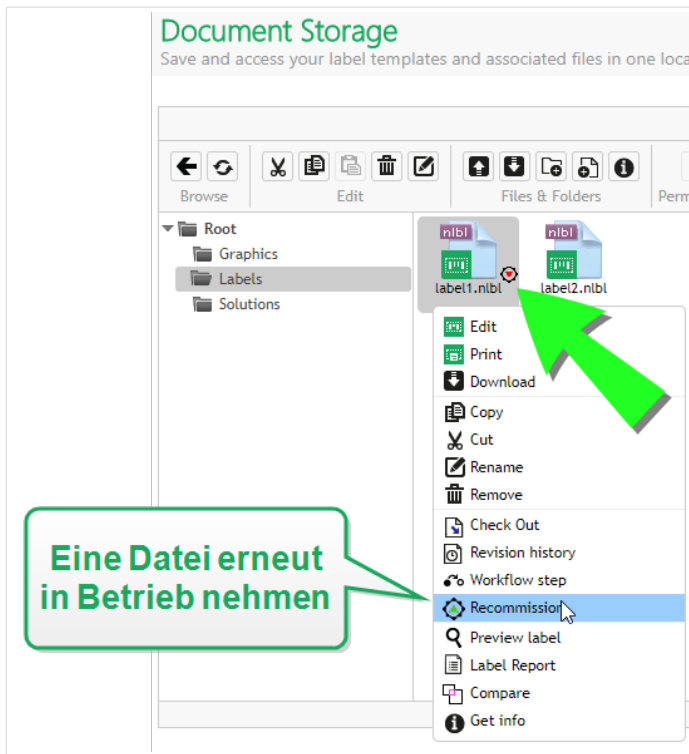 Document Storage
Save and access your label templates and associated files in one loca
Browse
Edit
Files & Folders
Perm
Root
Graphics
Labels
Solutions
nlbl
nlbl
label1.nlbl
label2.nlbl
Edit
Print
Download
Copy
Cut
Rename
Remove
Check Out
Revision history
Workflow step
Recommission
Preview label
Label Report
Compare
Get info
Eine Datei erneut
in Betrieb nehmen